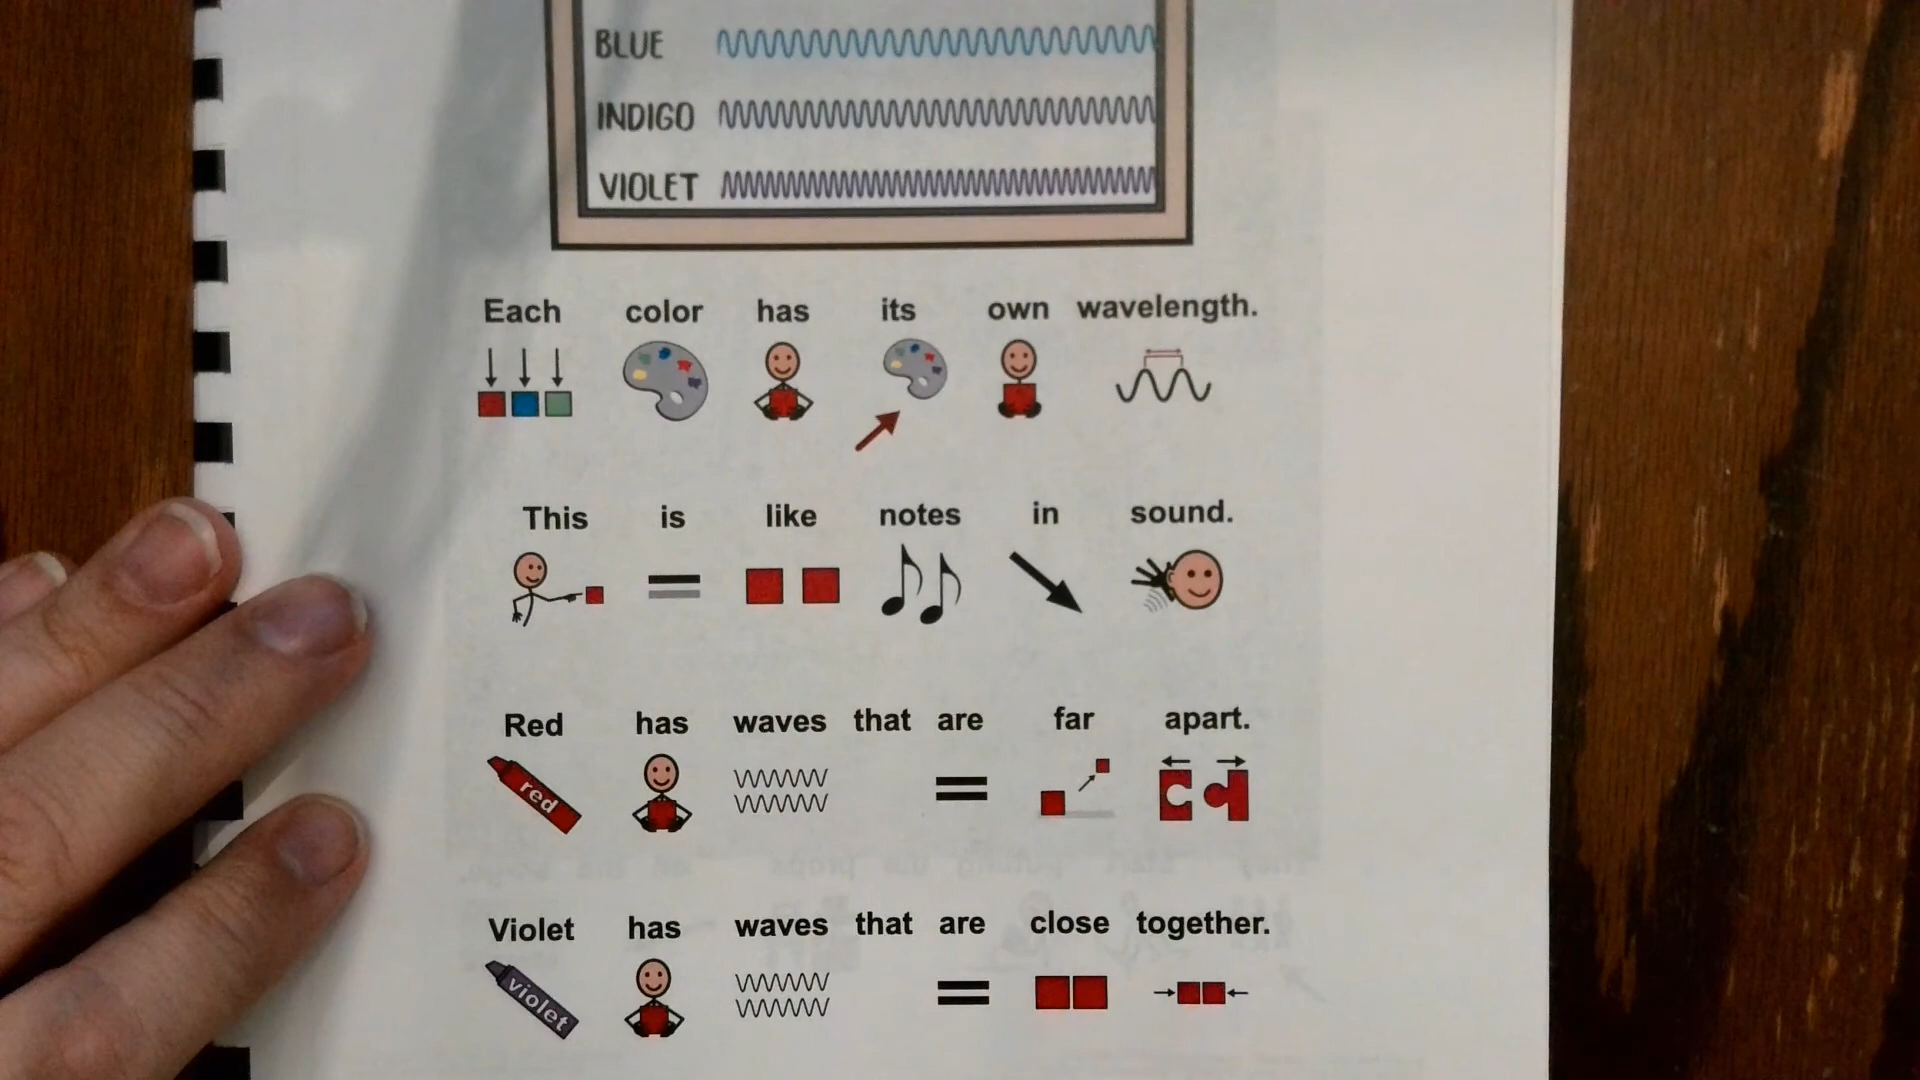 BLUE
INDIGO
VIOLET
Each color has its own wavelength.
This is like notes in sound.
Red has waves that are far apart.
red
Violet has waves that are close together.
violet